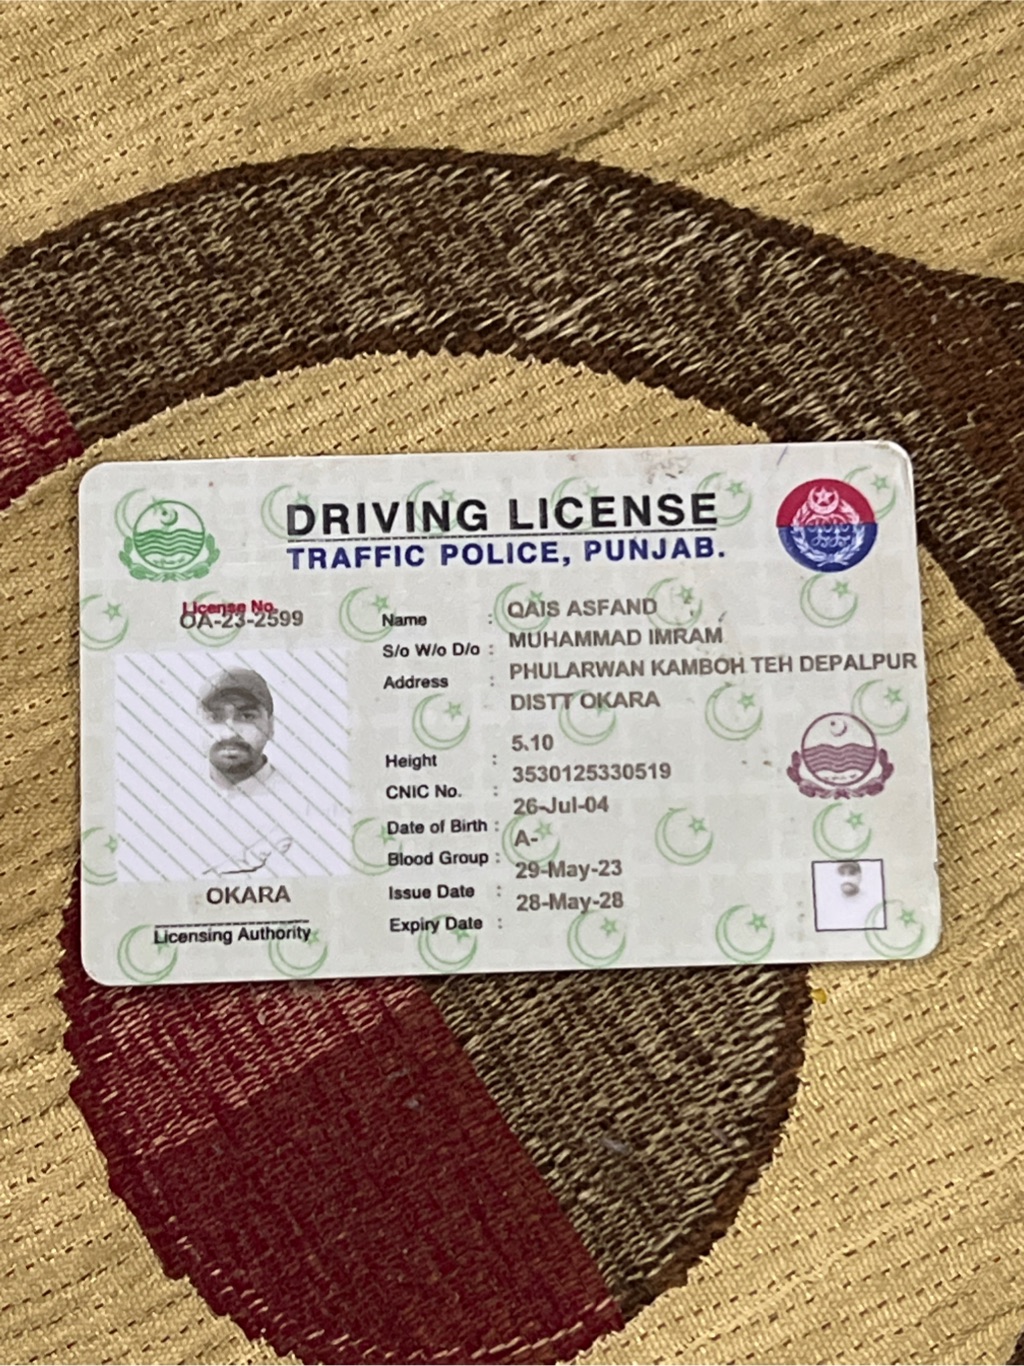 DRIVING LICENSE
TRAFFIC POLICE, PUNJAB.
License No.
OA-23-2599
Name : QAIS ASFAND
S/o W/o D/o : MUHAMMAD IMRAM
Address : PHULARWAN KAMBOH TEH DEPALPUR
DISTT OKARA
Height : 5.10
CNIC No. : 3530125330519
Date of Birth : 26-Jul-04
Blood Group : A-
Issue Date : 29-May-23
Expiry Date : 28-May-28
OKARA
Licensing Authority